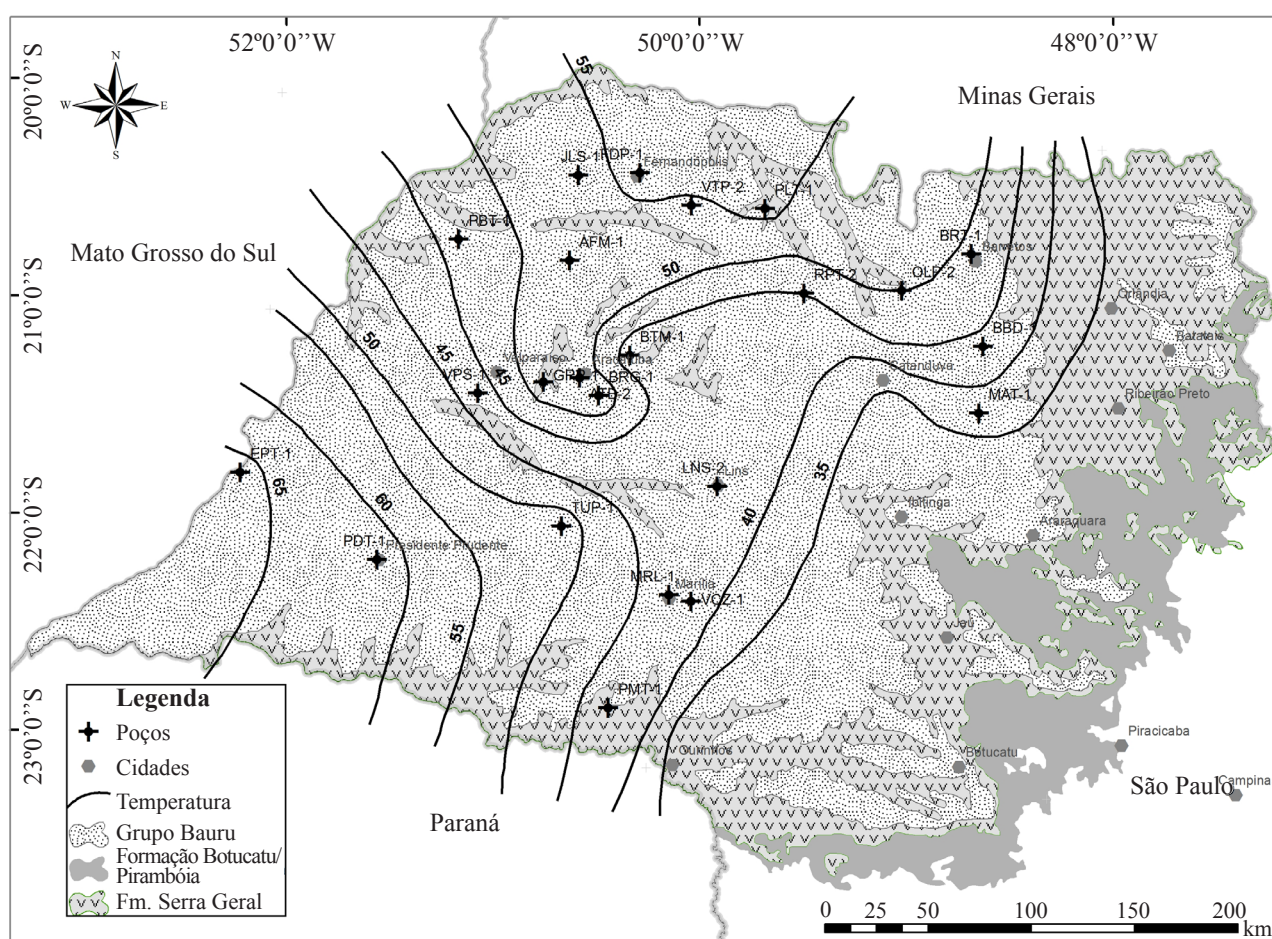 52º0'0’’W
50º0'0’’W
48º0'0’’W
20º0'0’’S
21º0'0’’S
22º0'0’’S
23º0'0’’S
N
W
E
S
Minas Gerais
Mato Grosso do Sul
Paraná
São Paulo
55
JLS-1
FDP-1
Fernandópolis
VTP-2
PLT-1
AFM-1
BRT-1
Barretos
50
RPT-2
OLP-2
Orlândia
50
45
BTM-1
BBD-1
Batatais
VPS-1
Valparaíso
45
BRG-1
Catanduva
MAT-1
Ribeirão Preto
EPT-1
65
LNS-2
Lins
35
60
40
TUP-1
Ibitinga
Araraquara
PDT-1
Presidente Prudente
MRL-1
Marília
VOZ-1
55
Jaú
PMT-1
Ourinhos
Botucatu
Piracicaba
Campina
Legenda
Poços
Cidades
Temperatura
Grupo Bauru
Formação Botucatu/
Pirambóia
Fm. Serra Geral
0 25 50 100 150 200
km